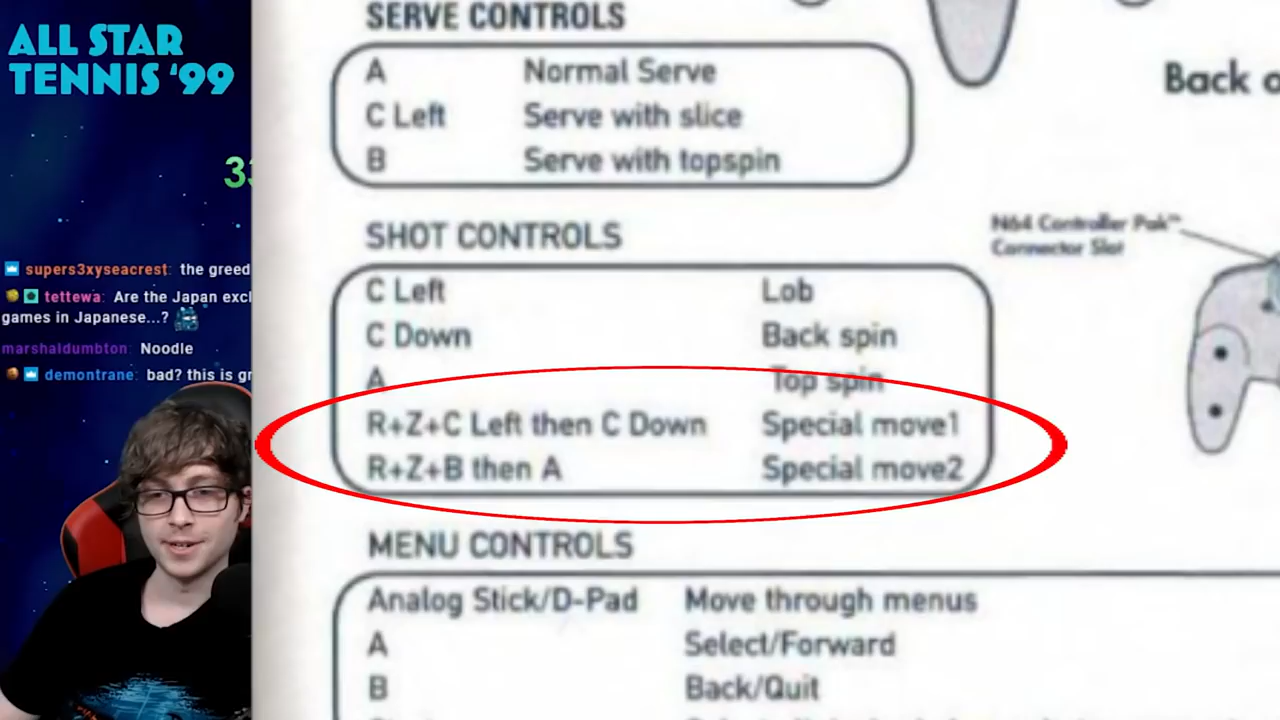 ALL STAR
TENNIS '99
supers3xyseacrest: the greed
tettewa: Are the Japan
games in Japanese...?
marshaldumbton: Noodle
demontrane: bad? this is
SERVE CONTROLS
A Normal Serve
C Left Serve with slice
B Serve with topspin
Back
SHOT CONTROLS
N64 Controller Pak™
Connector Slot
C Left Lob
C Down Back spin
A Top spin
R+Z+C Left then C Down Special move1
R+Z+B then A Special move2
MENU CONTROLS
Analog Stick/D-Pad Move through menus
A Select/Forward
B Back/Quit